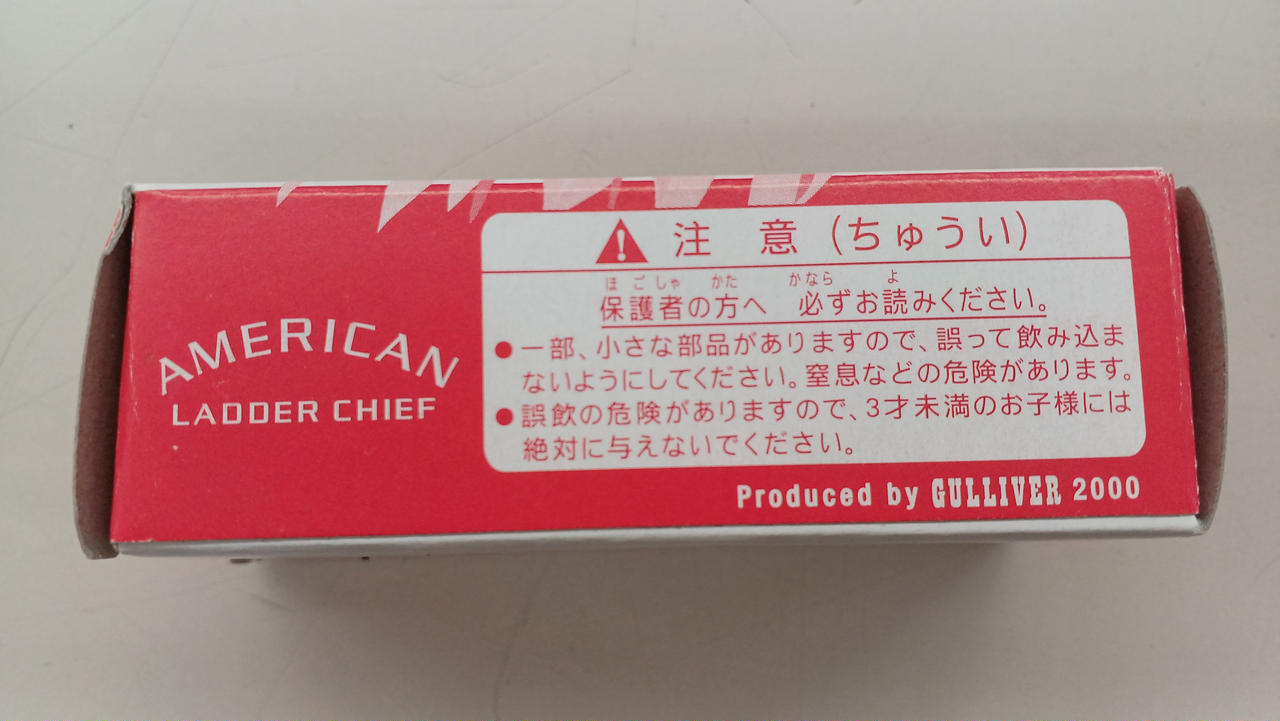 AMERICAN
LADDER CHIEF
注 意 (ちゅうい)
ほ ご しゃ かた かなら よ
保護者の方へ 必ずお読みください。
●一部、小さな部品がありますので、誤って飲み込ま
ないようにしてください。窒息などの危険があります。
●誤飲の危険がありますので、3才未満のお子様には
絶対に与えないでください。
Produced by GULLIVER 2000